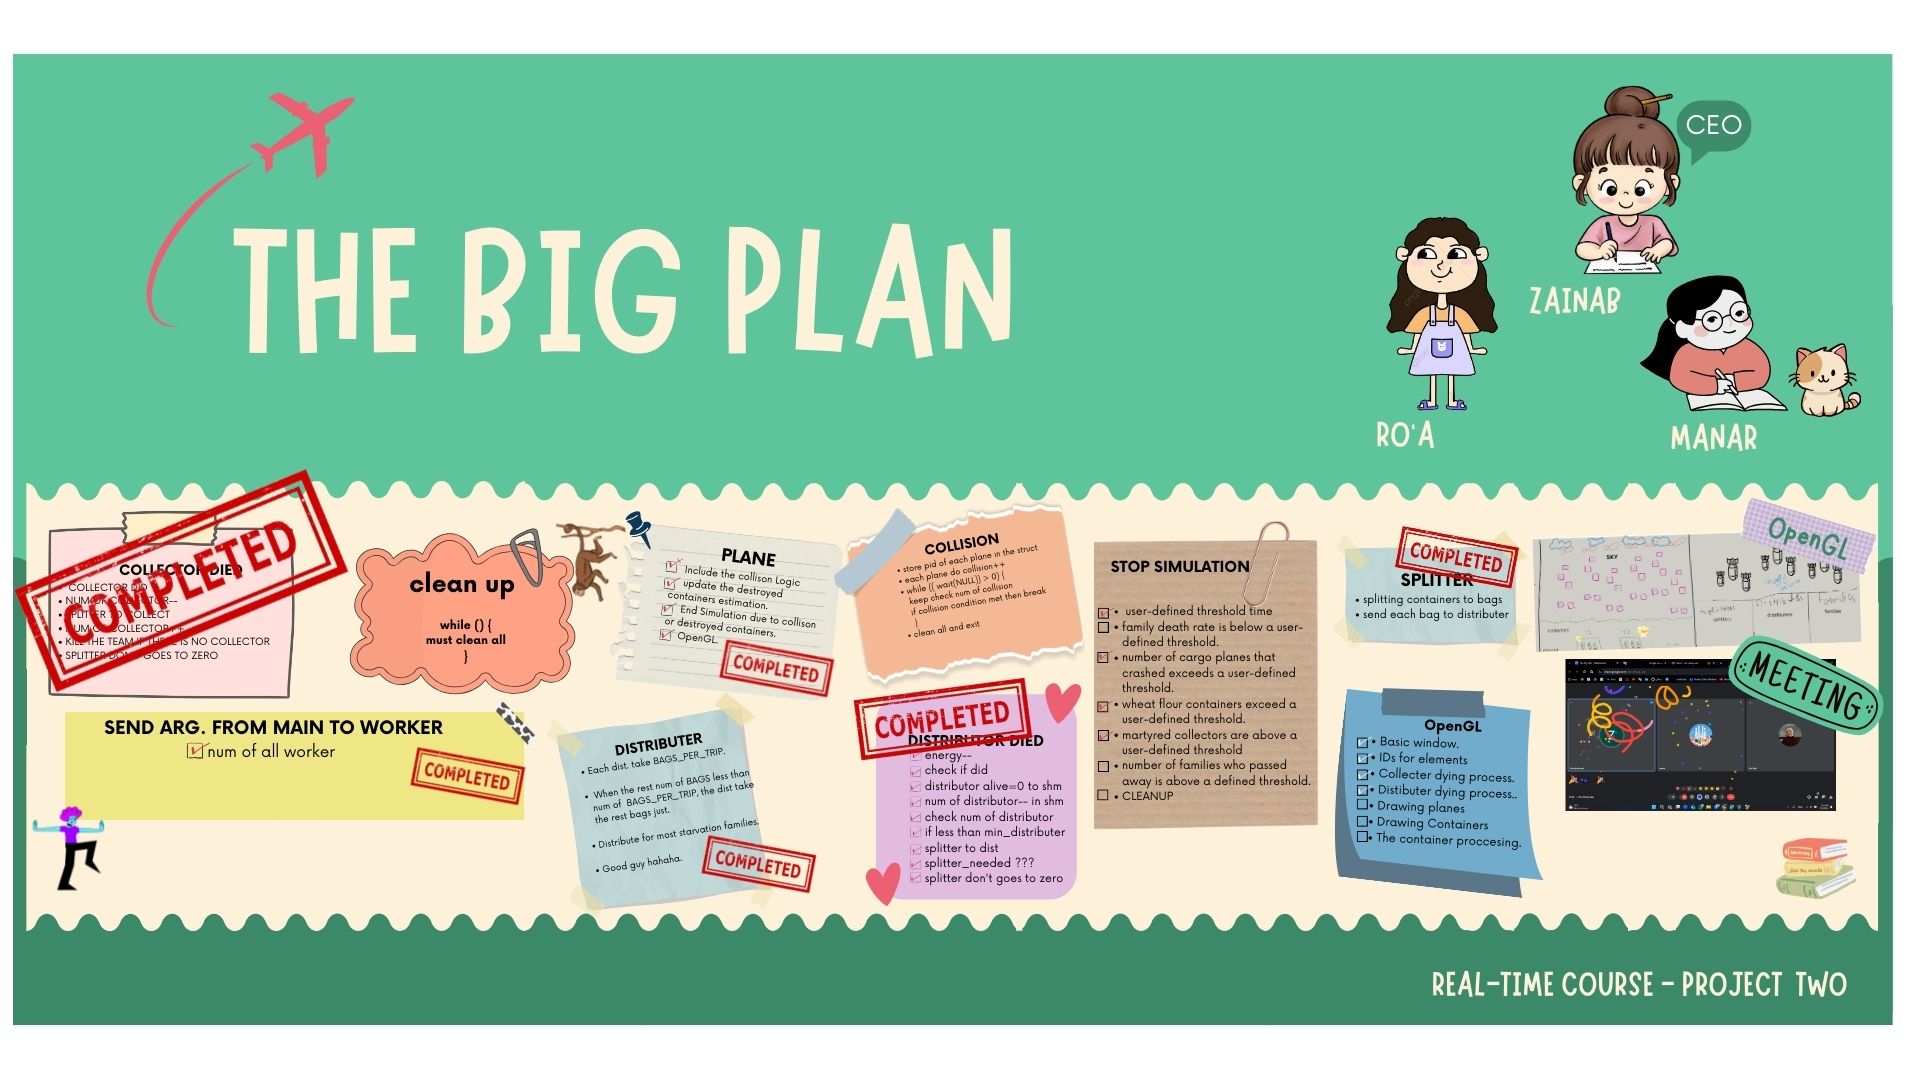 THE BIG PLAN
CEO
ZAINAB
RO'A
MANAR
COMPLETED
COLLECTOR DIED
COLLECTOR DID
SPLITTER TO COLLECT
KILL THE TEAM IF THERE IS NO COLLECTOR
SPLITTER DON'T GOES TO ZERO
clean up
while () {
must clean all
}
PLANE
Include the collison Logic
update the destroyed
containers estimation.
End Simulation due to collison
or destroyed containers.
OpenGL.
COMPLETED
COLLISION
• store pid of each plane in the struct
• each plane do collision++
• while (( wait(NULL)) > 0) {
keep check num of collision
if collision condition met then break
}
• clean all and exit
STOP SIMULATION
• user-defined threshold time
• family death rate is below a user-
defined threshold.
• number of cargo planes that
crashed exceeds a user-defined
threshold.
• wheat flour containers exceed a
user-defined threshold.
• martyred collectors are above a
user-defined threshold
• number of families who passed
away is above a defined threshold.
• CLEANUP
COMPLETED
SPLITTER
• splitting containers to bags
• send each bag to distributer
OpenGL
SKY
collectors
splitters
distributers
families
MEETING
SEND ARG. FROM MAIN TO WORKER
num of all worker
COMPLETED
DISTRIBUTER
• Each dist. take BAGS_PER_TRIP.
• When the rest num of BAGS less than
num of BAGS_PER_TRIP, the dist take
the rest bags just.
• Distribute for most starvation families.
• Good guy hahaha.
COMPLETED
COMPLETED
DISTRIBUTOR DIED
energy--
check if did
distributor alive=0 to shm
num of distributor-- in shm
check num of distributor
if less than min_distributer
splitter to dist
splitter_needed ???
splitter don't goes to zero
OpenGL
• Basic window.
• IDs for elements
• Collecter dying process.
• Distibuter dying process..
• Drawing planes
• Drawing Containers
• The container proccesing.
REAL-TIME COURSE - PROJECT TWO